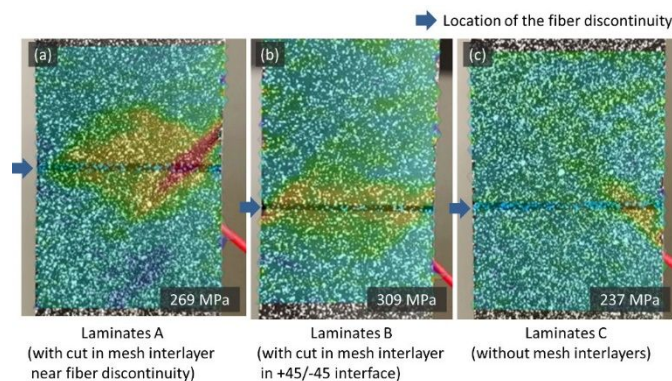 Location of the fiber discontinuity
(a)
(b)
(c)
269 MPa
309 MPa
237 MPa
Laminates A
(with cut in mesh interlayer
near fiber discontinuity)
Laminates B
(with cut in mesh interlayer
in +45/-45 interface)
Laminates C
(without mesh interlayers)